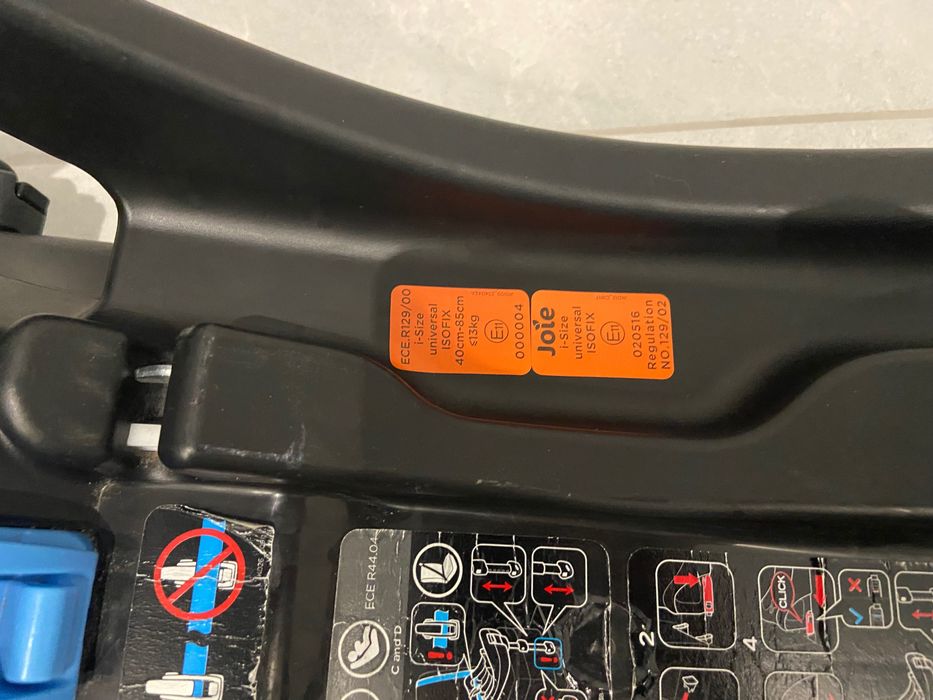 ECE.R129/00
i-Size
universal
ISOFIX
40cm-85cm
≤13kg
E11
000004
Joie
i-Size
universal
ISOFIX
E11
020516
Regulation
NO.129/02
ECE R44.04
C and D
2
4
CLICK